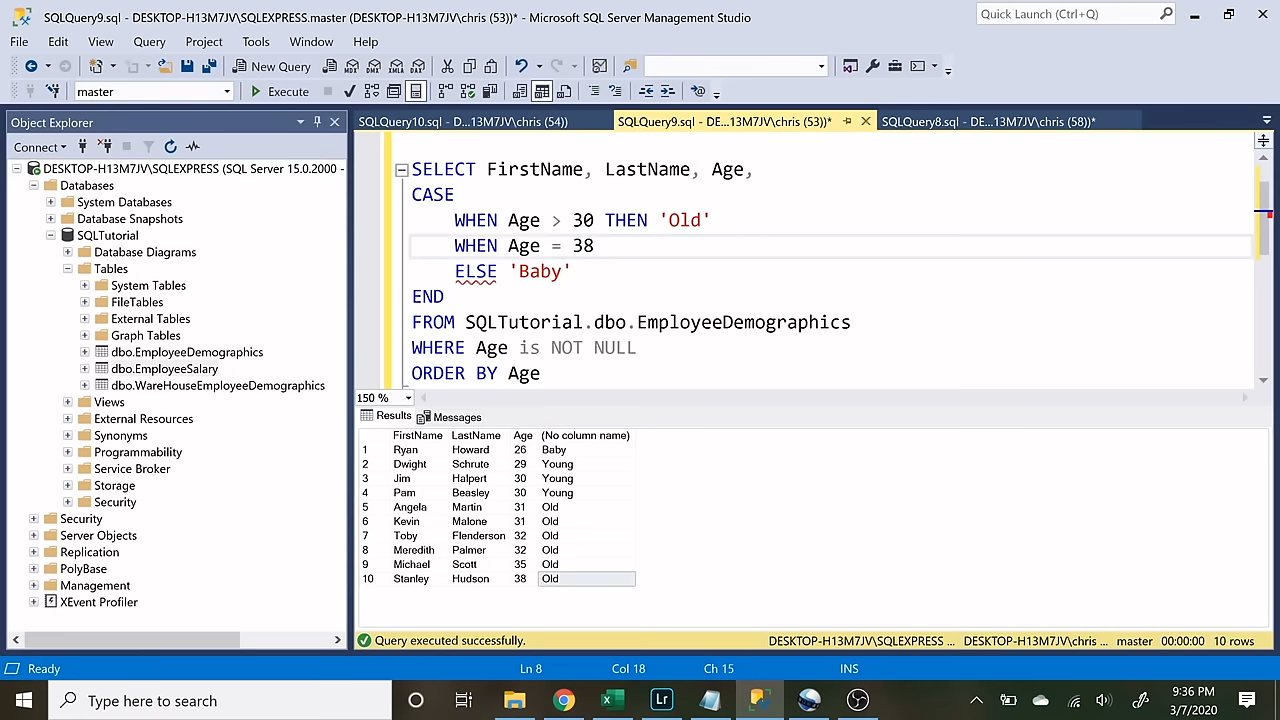 SQLQuery9.sql - DESKTOP-H13M7JV\SQLEXPRESS.master (DESKTOP-H13M7JV\chris (53))* - Microsoft SQL Server Management Studio
Quick Launch (Ctrl+Q)
File Edit View Query Project Tools Window Help
New Query
master
Execute
Object Explorer
SQLQuery10.sql - D...13M7JV\chris (54))
SQLQuery9.sql - DE...13M7JV\chris (53))*
SQLQuery8.sql - DE...13M7JV\chris (58))*
Connect
DESKTOP-H13M7JV\SQLEXPRESS (SQL Server 15.0.2000 -
Databases
System Databases
Database Snapshots
SQLTutorial
Database Diagrams
Tables
System Tables
FileTables
External Tables
Graph Tables
dbo.EmployeeDemographics
dbo.EmployeeSalary
dbo.WareHouseEmployeeDemographics
Views
External Resources
Synonyms
Programmability
Service Broker
Storage
Security
Security
Server Objects
Replication
PolyBase
Management
XEvent Profiler
SELECT FirstName, LastName, Age,
CASE
WHEN Age > 30 THEN 'Old'
WHEN Age = 38
ELSE 'Baby'
END
FROM SQLTutorial.dbo.EmployeeDemographics
WHERE Age is NOT NULL
ORDER BY Age
150 %
Results Messages
FirstName LastName Age (No column name)
1 Ryan Howard 26 Baby
2 Dwight Schrute 29 Young
3 Jim Halpert 30 Young
4 Pam Beasley 30 Young
5 Angela Martin 31 Old
6 Kevin Malone 31 Old
7 Toby Flenderson 32 Old
8 Meredith Palmer 32 Old
9 Michael Scott 35 Old
10 Stanley Hudson 38 Old
Query executed successfully.
DESKTOP-H13M7JV\SQLEXPRESS ... DESKTOP-H13M7JV\chris ... master 00:00:00 10 rows
Ready Ln 8 Col 18 Ch 15 INS
Type here to search
Lr
9:36 PM
3/7/2020